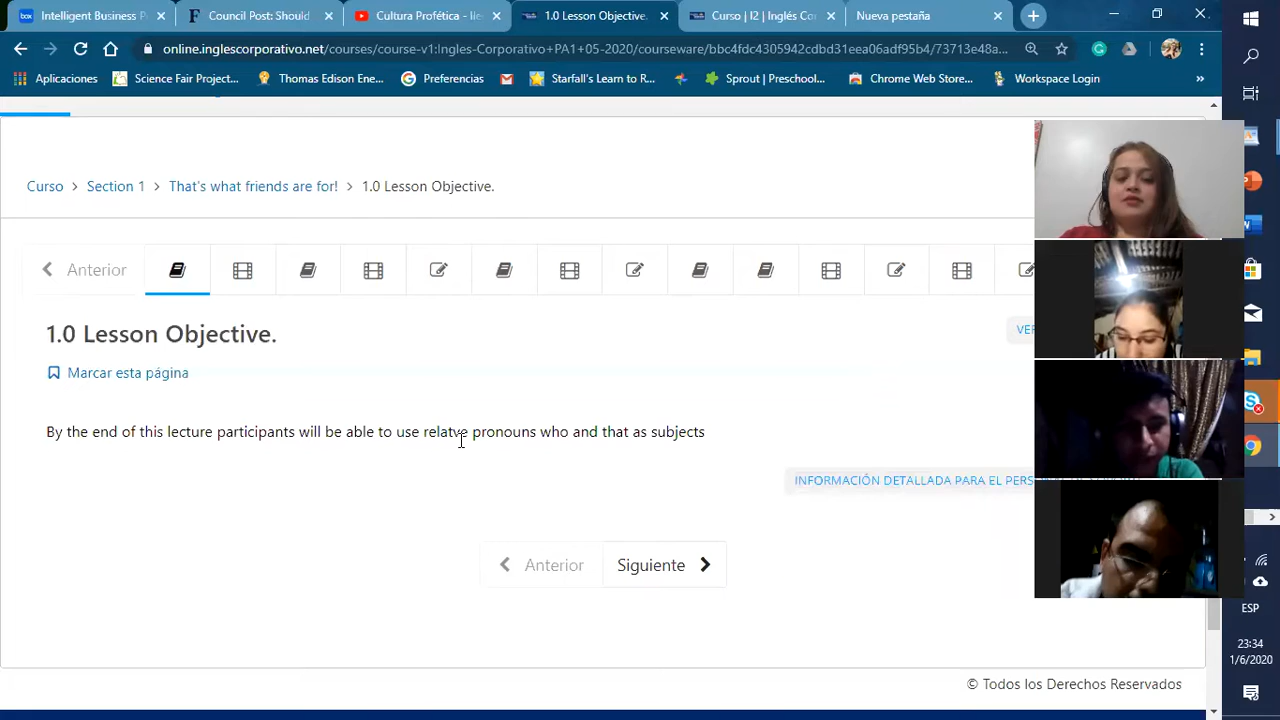 Intelligent Business P
Council Post: Should
Cultura Profética - Ile
1.0 Lesson Objective.
Curso | I2 | Inglés Co
Nueva pestaña
online.inglescorporativo.net/courses/course-v1:Ingles-Corporativo+PA1+05-2020/courseware/bbc4fdc4305942cdbd31eea06adf95b4/73713e48a...
Aplicaciones
Science Fair Project...
Thomas Edison Ene...
Preferencias
Starfall's Learn to R...
Sprout | Preschool...
Chrome Web Store...
Workspace Login
Curso > Section 1 > That's what friends are for! > 1.0 Lesson Objective.
Anterior
1.0 Lesson Objective.
VER
Marcar esta página
By the end of this lecture participants will be able to use relatve pronouns who and that as subjects
INFORMACIÓN DETALLADA PARA EL PERS
Anterior
Siguiente
© Todos los Derechos Reservados
ESP
23:34
1/6/2020